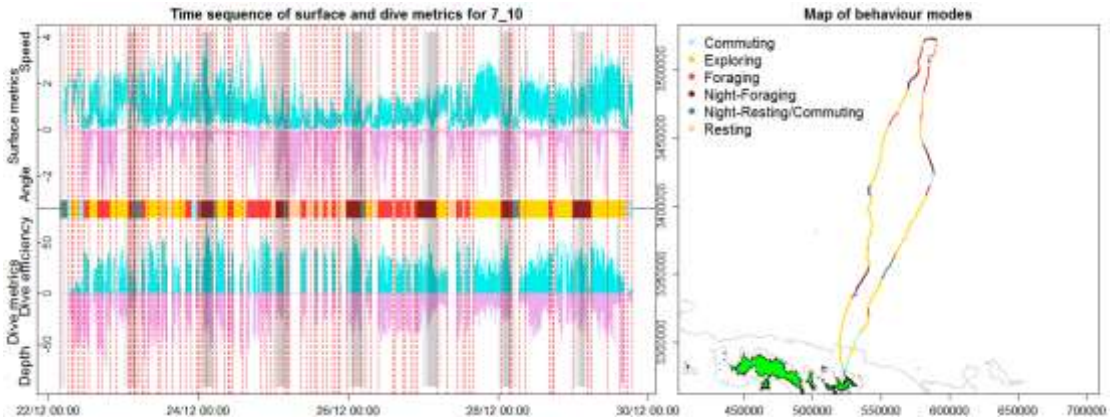 Time sequence of surface and dive metrics for 7_10
Map of behaviour modes
Speed
Surface metrics
Angle
Dive efficiency
Dive metrics
Depth
4
2
0
-2
50
0
-50
22/12 00:00
24/12 00:00
26/12 00:00
28/12 00:00
30/12 00:00
Commuting
Exploring
Foraging
Night-Foraging
Night-Resting/Commuting
Resting
3450000
3400000
3350000
3300000
400000
450000
500000
550000
600000
650000
700000